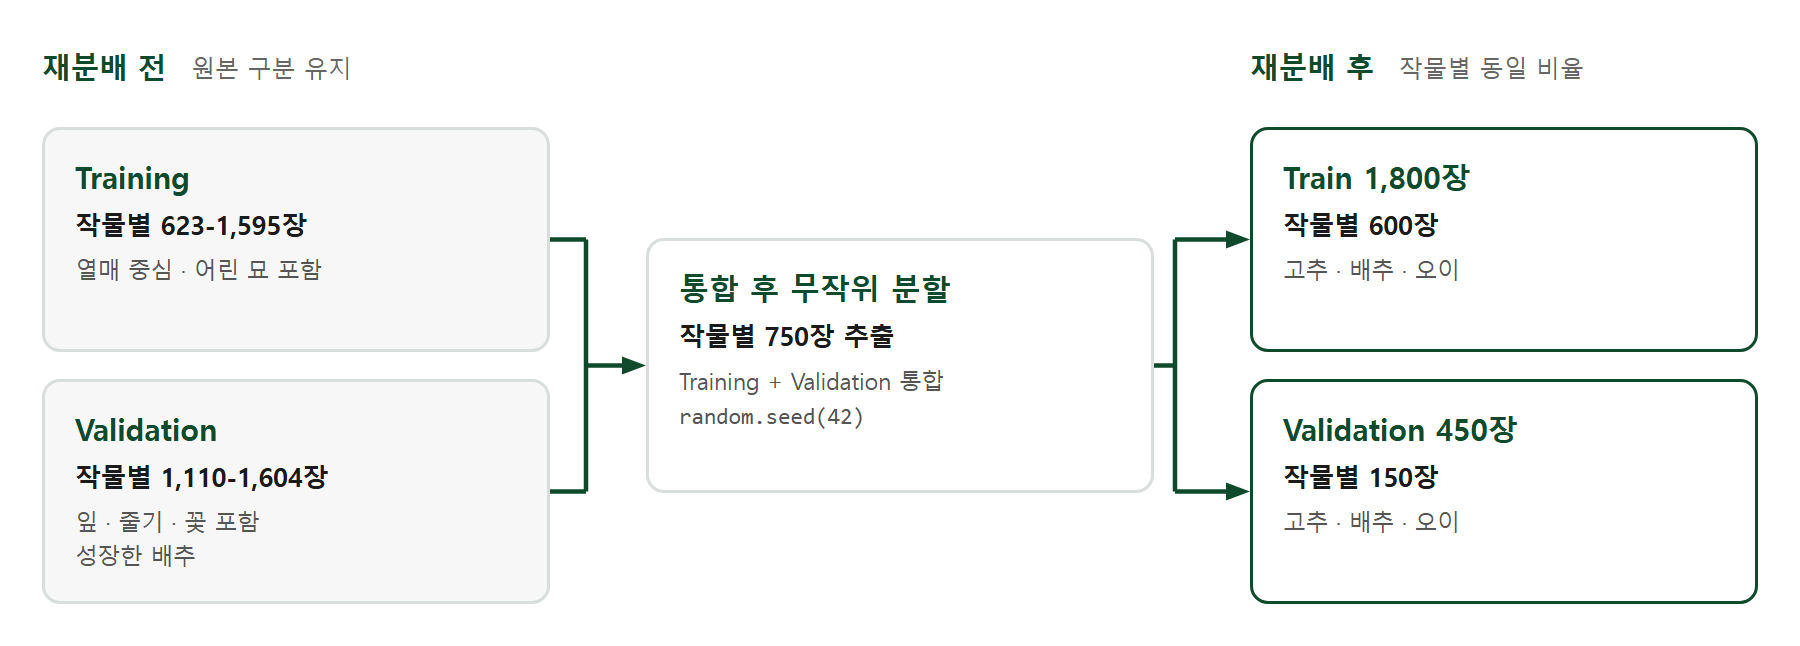 재분배 전 원본 구분 유지
Training
작물별 623-1,595장
열매 중심 · 어린 묘 포함
Validation
작물별 1,110-1,604장
잎 · 줄기 · 꽃 포함
성장한 배추
통합 후 무작위 분할
작물별 750장 추출
Training + Validation 통합
random.seed(42)
재분배 후 작물별 동일 비율
Train 1,800장
작물별 600장
고추 · 배추 · 오이
Validation 450장
작물별 150장
고추 · 배추 · 오이